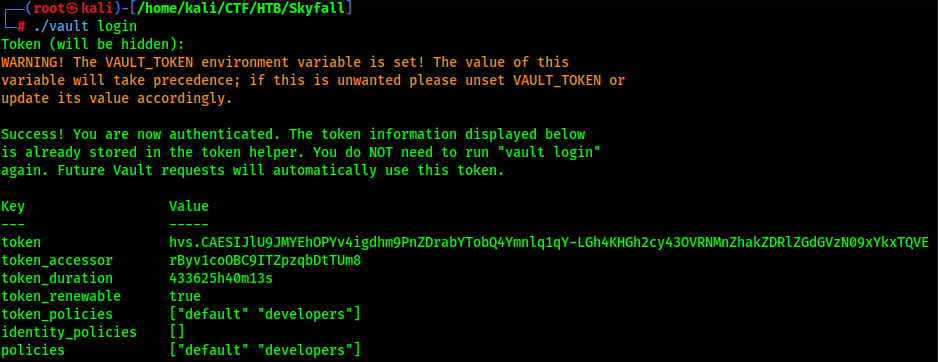 ┌──(root㉿kali)-[/home/kali/CTF/HTB/Skyfall]
└─# ./vault login
Token (will be hidden):
WARNING! The VAULT_TOKEN environment variable is set! The value of this
variable will take precedence; if this is unwanted please unset VAULT_TOKEN or
update its value accordingly.
Success! You are now authenticated. The token information displayed below
is already stored in the token helper. You do NOT need to run "vault login"
again. Future Vault requests will automatically use this token.
Key Value
--- -----
token hvs.CAESIJlU9JMYEhOPYv4igdhm9PnZDrabYTobQ4Ymnlq1qY-LGh4KHGh2cy43OVRNMnZhakZDRlZGdGVzN09xYkxTQVE
token_accessor rByv1coOBC9ITZpzqbDtTUm8
token_duration 433625h40m13s
token_renewable true
token_policies ["default" "developers"]
identity_policies []
policies ["default" "developers"]